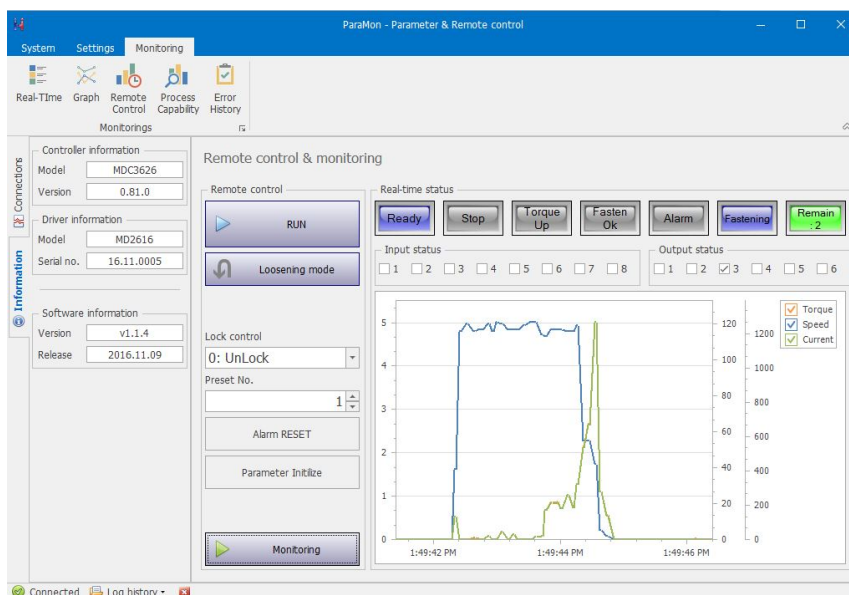 ParaMon - Parameter & Remote control
System Settings Monitoring
Real-TIme Graph Remote Control Process Capability Error History
Monitorings
Connections
Information
Controller information
Model MDC3626
Version 0.81.0
Driver information
Model MD2616
Serial no. 16.11.0005
Software information
Version v1.1.4
Release 2016.11.09
Remote control & monitoring
Remote control
RUN
Loosening mode
Lock control
0: UnLock
Preset No.
1
Alarm RESET
Parameter Initilize
Monitoring
Real-time status
Ready Stop Torque Up Fasten Ok Alarm Fastening Remain : 2
Input status
1 2 3 4 5 6 7 8
Output status
1 2 3 4 5 6
5
4
3
2
1
0
120
100
80
60
40
20
0
1200
1000
800
600
400
200
0
Torque
Speed
Current
1:49:42 PM 1:49:44 PM 1:49:46 PM
Connected Log history